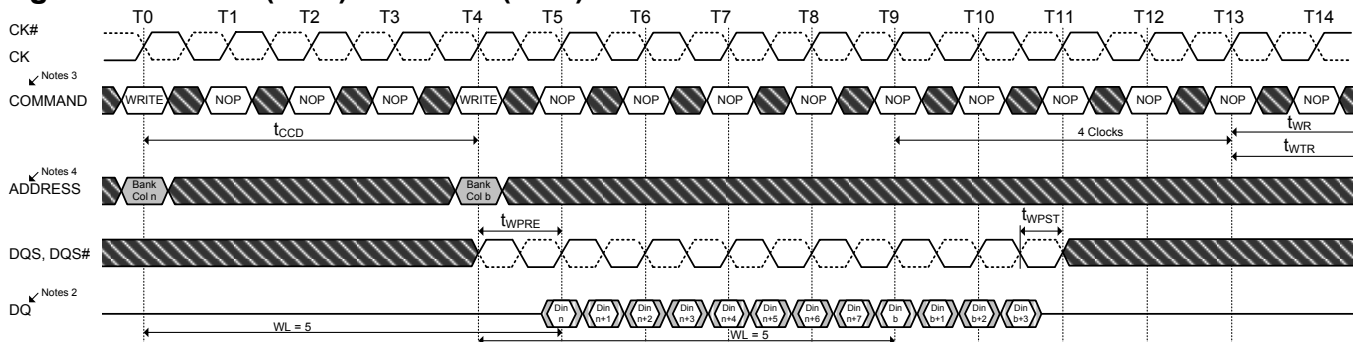 T0 T1 T2 T3 T4 T5 T6 T7 T8 T9 T10 T11 T12 T13 T14
CK#
CK
Notes 3
COMMAND WRITE NOP NOP NOP WRITE NOP NOP NOP NOP NOP NOP NOP NOP NOP NOP
tCCD 4 Clocks tWR
tWTR
Notes 4
ADDRESS Bank Col n Bank Col b
tWPRE tWPST
DQS, DQS#
Notes 2
DQ Din n Din n+1 Din n+2 Din n+3 Din n+4 Din n+5 Din n+6 Din n+7 Din b Din b+1 Din b+2 Din b+3
WL = 5 WL = 5